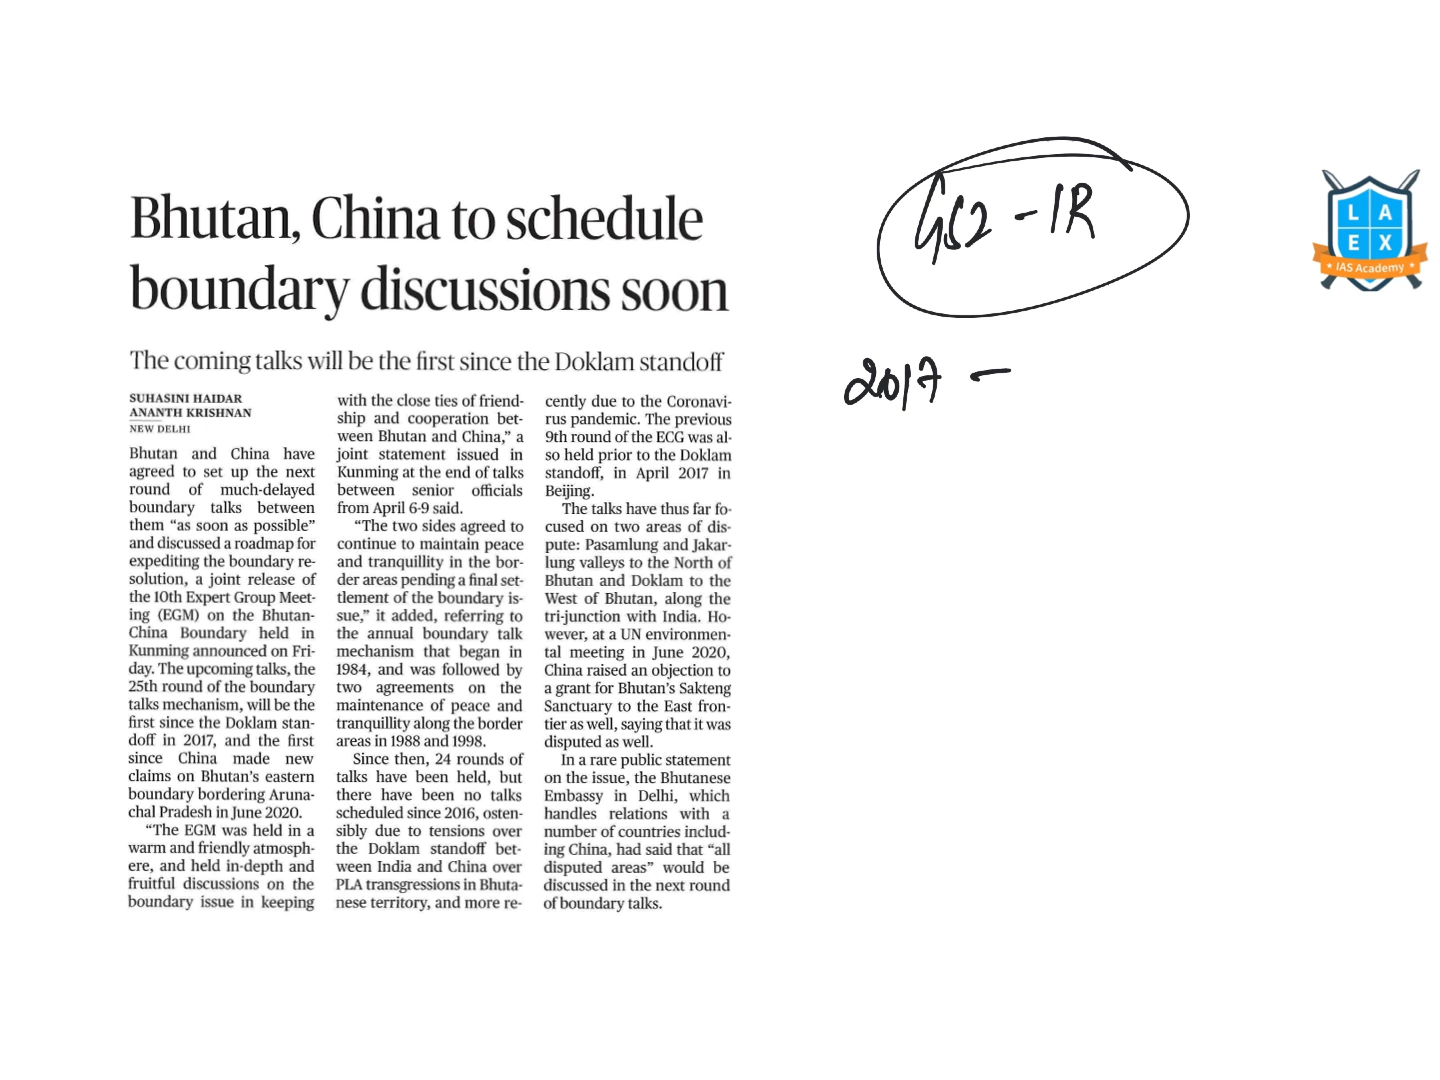 Bhutan, China to schedule
boundary discussions soon
The coming talks will be the first since the Doklam standoff
SUHASINI HAIDAR
ANANTH KRISHNAN
NEW DELHI
Bhutan and China have
agreed to set up the next
round of much-delayed
boundary talks between
them “as soon as possible”
and discussed a roadmap for
expediting the boundary re-
solution, a joint release of
the 10th Expert Group Meet-
ing (EGM) on the Bhutan-
China Boundary held in
Kunming announced on Fri-
day. The upcoming talks, the
25th round of the boundary
talks mechanism, will be the
first since the Doklam stan-
doff in 2017, and the first
since China made new
claims on Bhutan’s eastern
boundary bordering Aruna-
chal Pradesh in June 2020.
“The EGM was held in a
warm and friendly atmosph-
ere, and held in-depth and
fruitful discussions on the
boundary issue in keeping
with the close ties of friend-
ship and cooperation bet-
ween Bhutan and China,” a
joint statement issued in
Kunming at the end of talks
between senior officials
from April 6-9 said.
“The two sides agreed to
continue to maintain peace
and tranquillity in the bor-
der areas pending a final set-
tlement of the boundary is-
sue,” it added, referring to
the annual boundary talk
mechanism that began in
1984, and was followed by
two agreements on the
maintenance of peace and
tranquillity along the border
areas in 1988 and 1998.
Since then, 24 rounds of
talks have been held, but
there have been no talks
scheduled since 2016, osten-
sibly due to tensions over
the Doklam standoff bet-
ween India and China over
PLA transgressions in Bhuta-
nese territory, and more re-
cently due to the Coronavi-
rus pandemic. The previous
9th round of the ECG was al-
so held prior to the Doklam
standoff, in April 2017 in
Beijing.
The talks have thus far fo-
cused on two areas of dis-
pute: Pasamlung and Jakar-
lung valleys to the North of
Bhutan and Doklam to the
West of Bhutan, along the
tri-junction with India. Ho-
wever, at a UN environmen-
tal meeting in June 2020,
China raised an objection to
a grant for Bhutan’s Sakteng
Sanctuary to the East fron-
tier as well, saying that it was
disputed as well.
In a rare public statement
on the issue, the Bhutanese
Embassy in Delhi, which
handles relations with a
number of countries includ-
ing China, had said that “all
disputed areas” would be
discussed in the next round
of boundary talks.
GS2 - IR
2017 -
L A
E X
IAS Academy